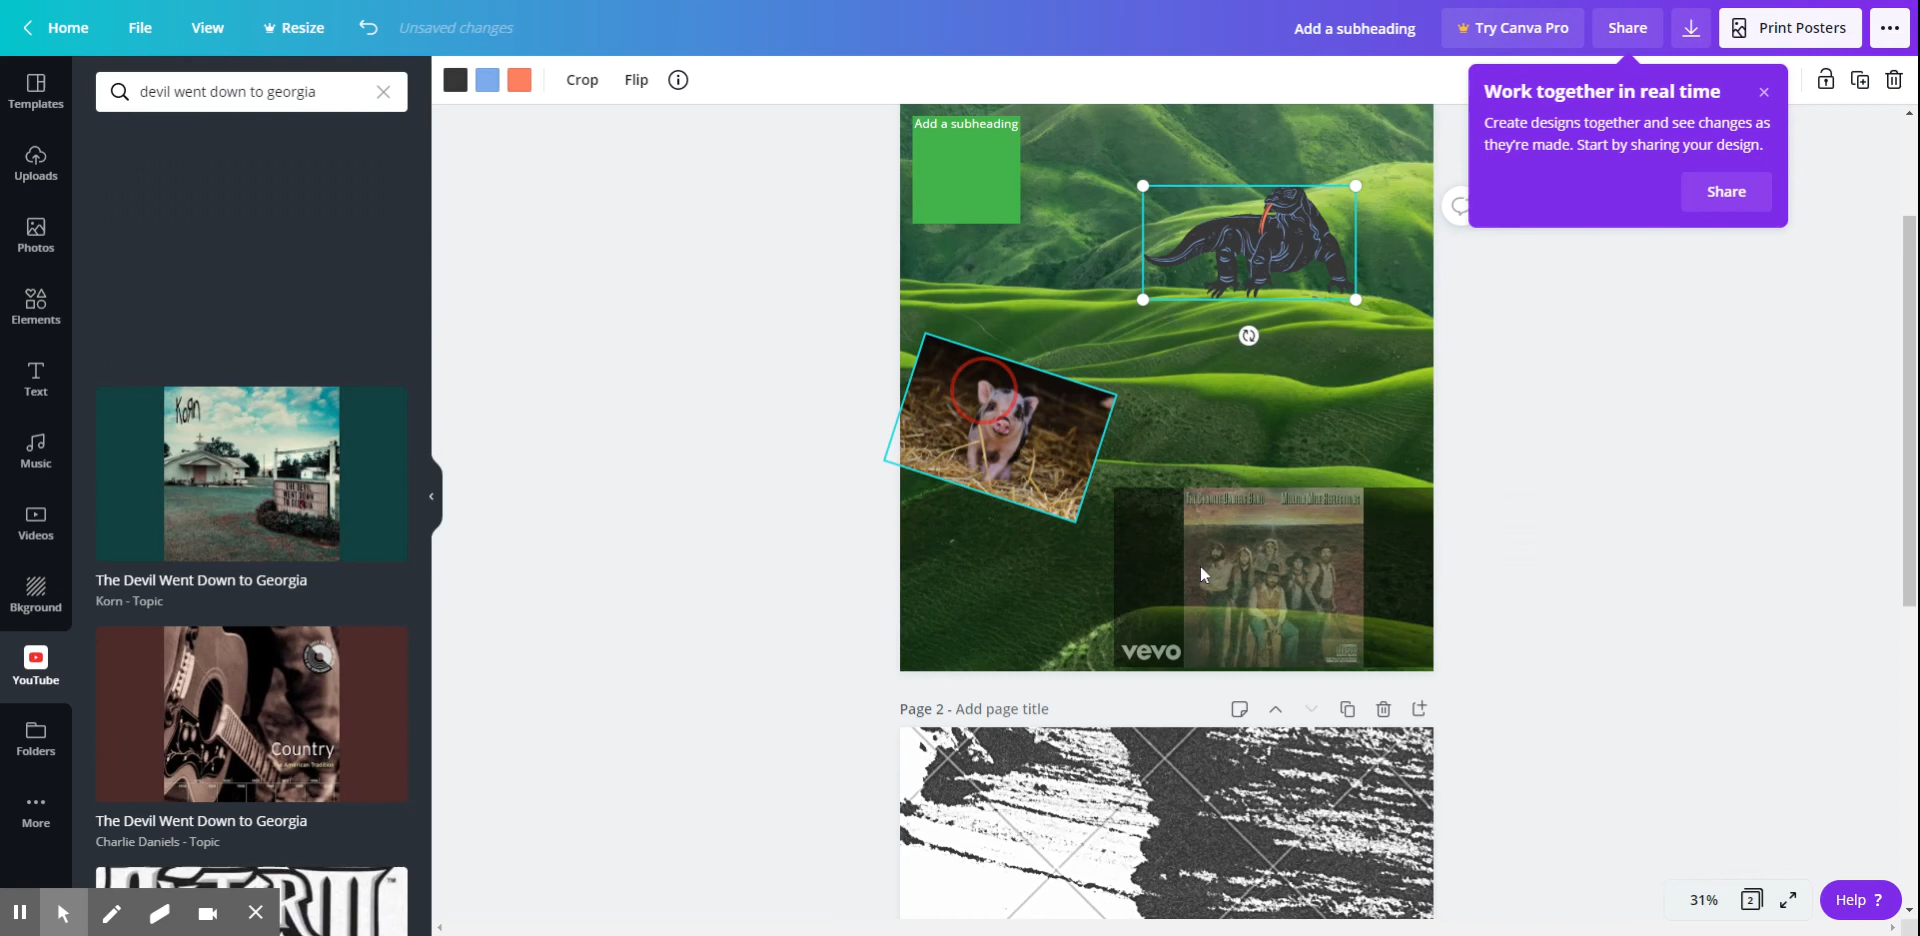 Home
File
View
Resize
Unsaved changes
Add a subheading
Try Canva Pro
Share
Print Posters
Templates
Uploads
Photos
Elements
Text
Music
Videos
Bkground
YouTube
Folders
More
devil went down to georgia
Korn
The Devil Went Down to Georgia
Korn - Topic
Country
The Devil Went Down to Georgia
Charlie Daniels - Topic
Crop
Flip
Work together in real time
Create designs together and see changes as
they're made. Start by sharing your design.
Share
Add a subheading
vevo
Page 2 - Add page title
31%
2
Help ?